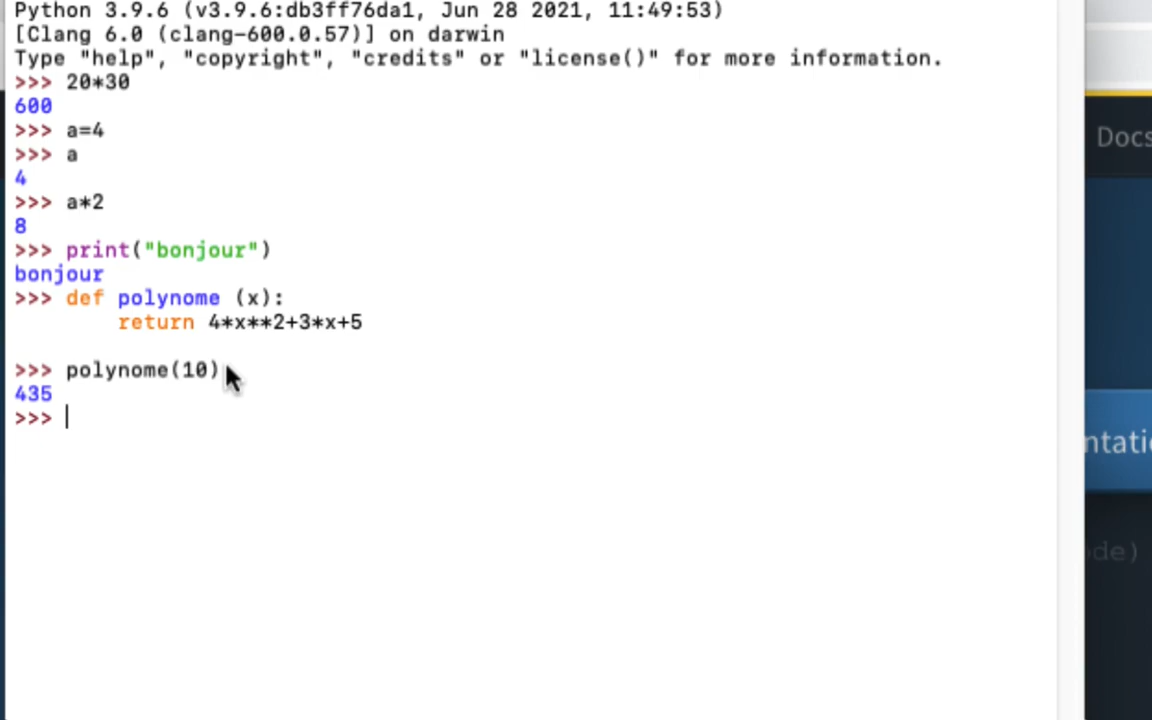 Python 3.9.6 (v3.9.6:db3ff76da1, Jun 28 2021, 11:49:53)
[Clang 6.0 (clang-600.0.57)] on darwin
Type "help", "copyright", "credits" or "license()" for more information.
>>> 20*30
600
>>> a=4
>>> a
4
>>> a*2
8
>>> print("bonjour")
bonjour
>>> def polynome (x):
        return 4*x**2+3*x+5
>>> polynome(10)
435
>>>
Docs